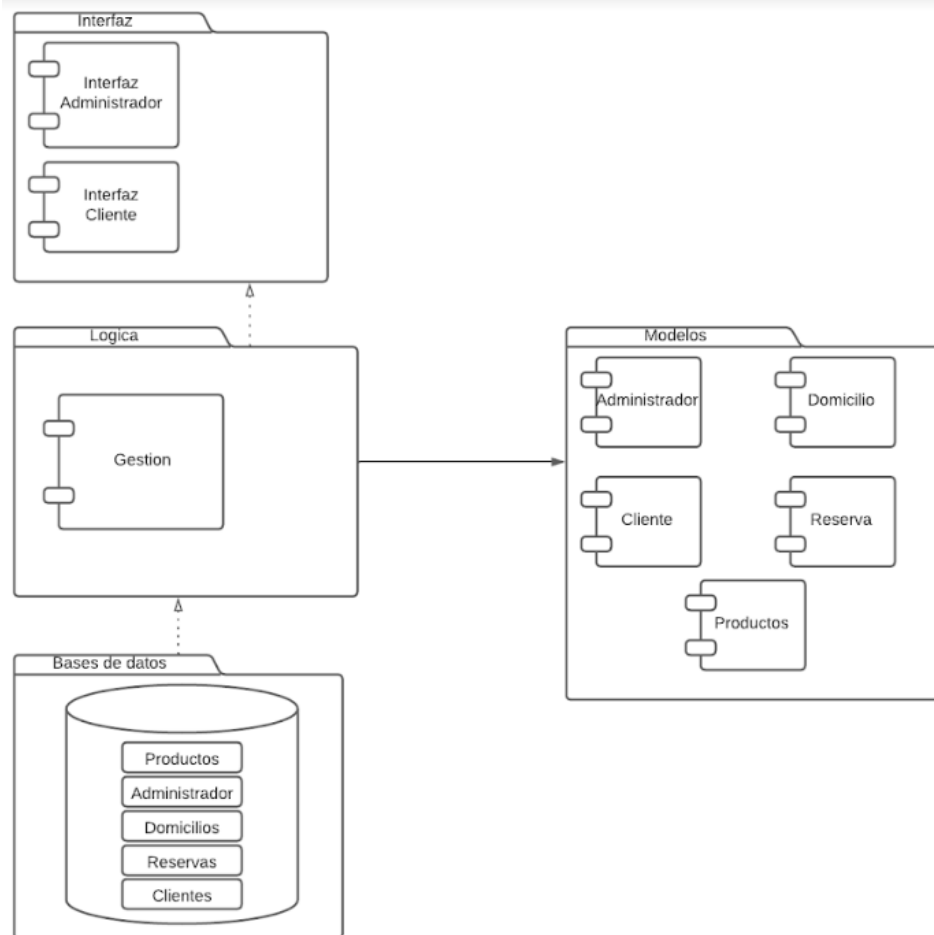 Interfaz
Interfaz
Administrador
Interfaz
Cliente
Logica
Gestion
Modelos
Administrador
Domicilio
Cliente
Reserva
Productos
Bases de datos
Productos
Administrador
Domicilios
Reservas
Clientes